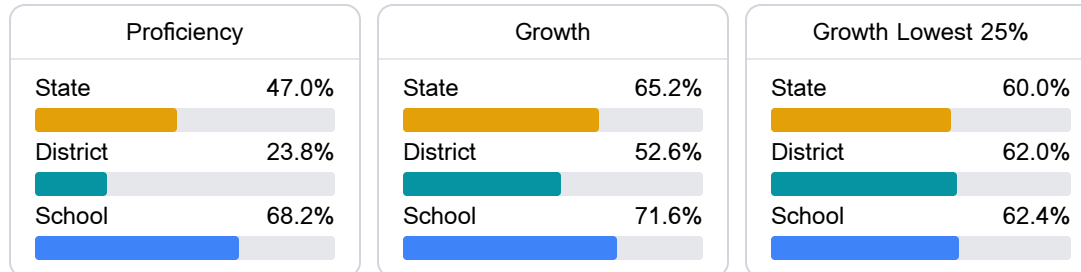 Proficiency
State 47.0%
District 23.8%
School 68.2%
Growth
State 65.2%
District 52.6%
School 71.6%
Growth Lowest 25%
State 60.0%
District 62.0%
School 62.4%